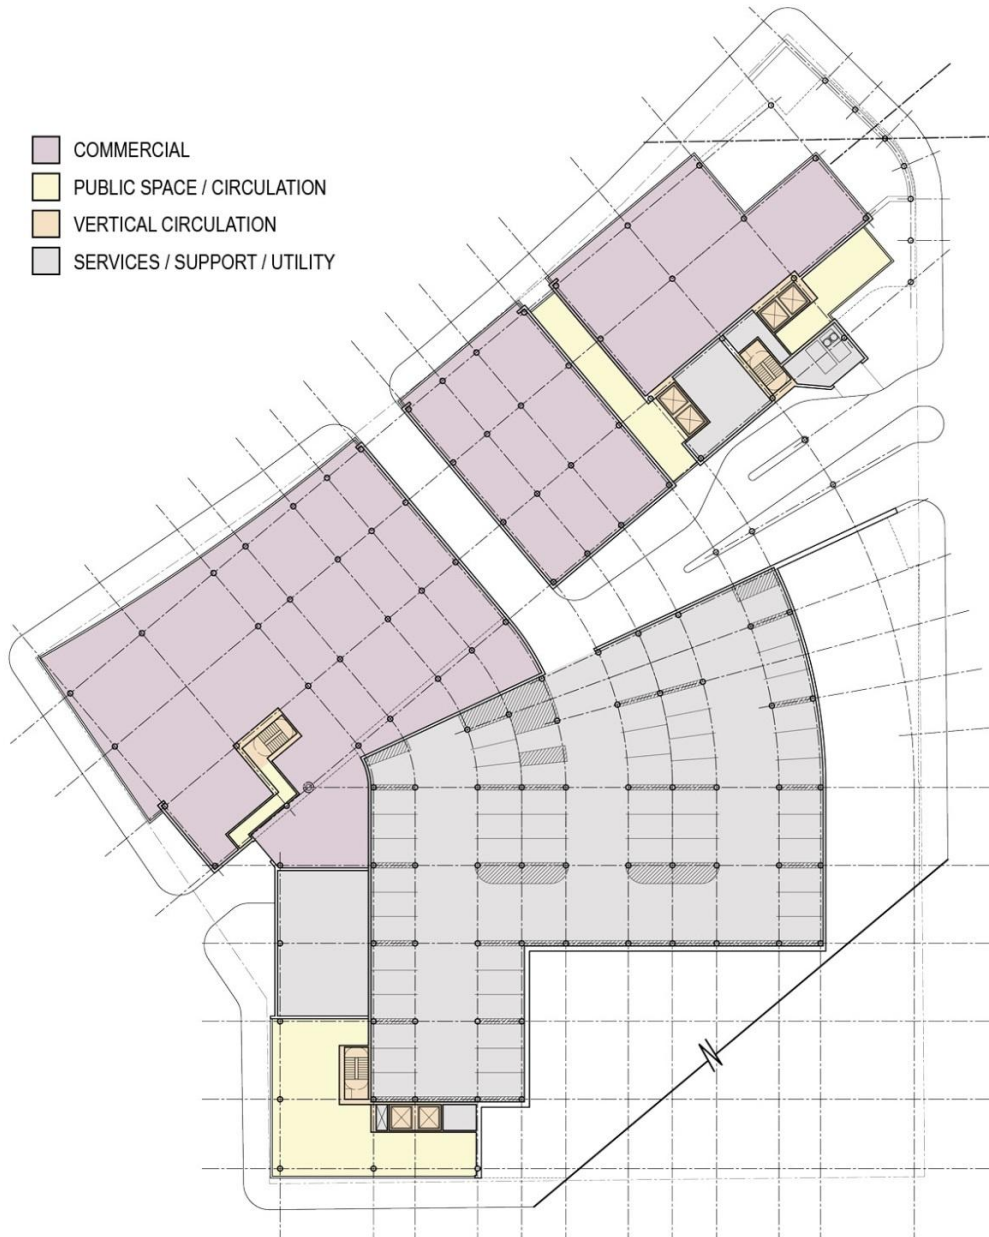 COMMERCIAL
PUBLIC SPACE / CIRCULATION
VERTICAL CIRCULATION
SERVICES / SUPPORT / UTILITY